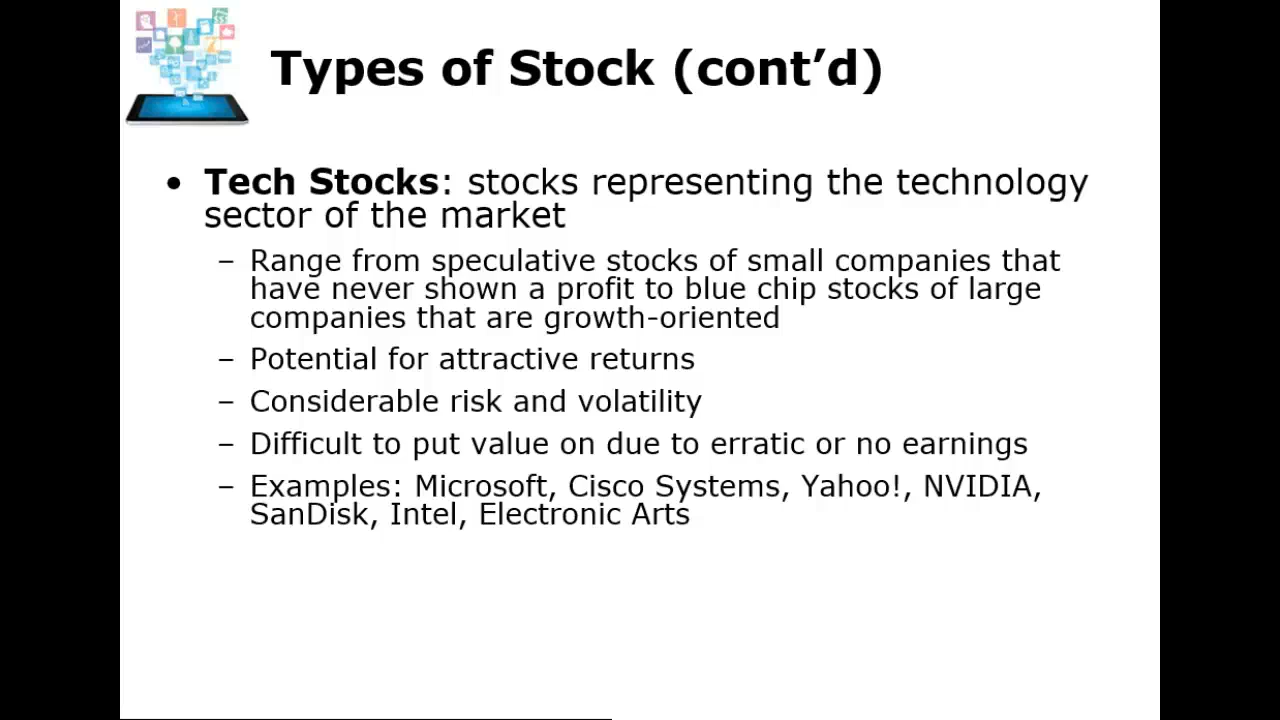 Types of Stock (cont’d)
• Tech Stocks: stocks representing the technology
sector of the market
– Range from speculative stocks of small companies that
have never shown a profit to blue chip stocks of large
companies that are growth-oriented
– Potential for attractive returns
– Considerable risk and volatility
– Difficult to put value on due to erratic or no earnings
– Examples: Microsoft, Cisco Systems, Yahoo!, NVIDIA,
SanDisk, Intel, Electronic Arts